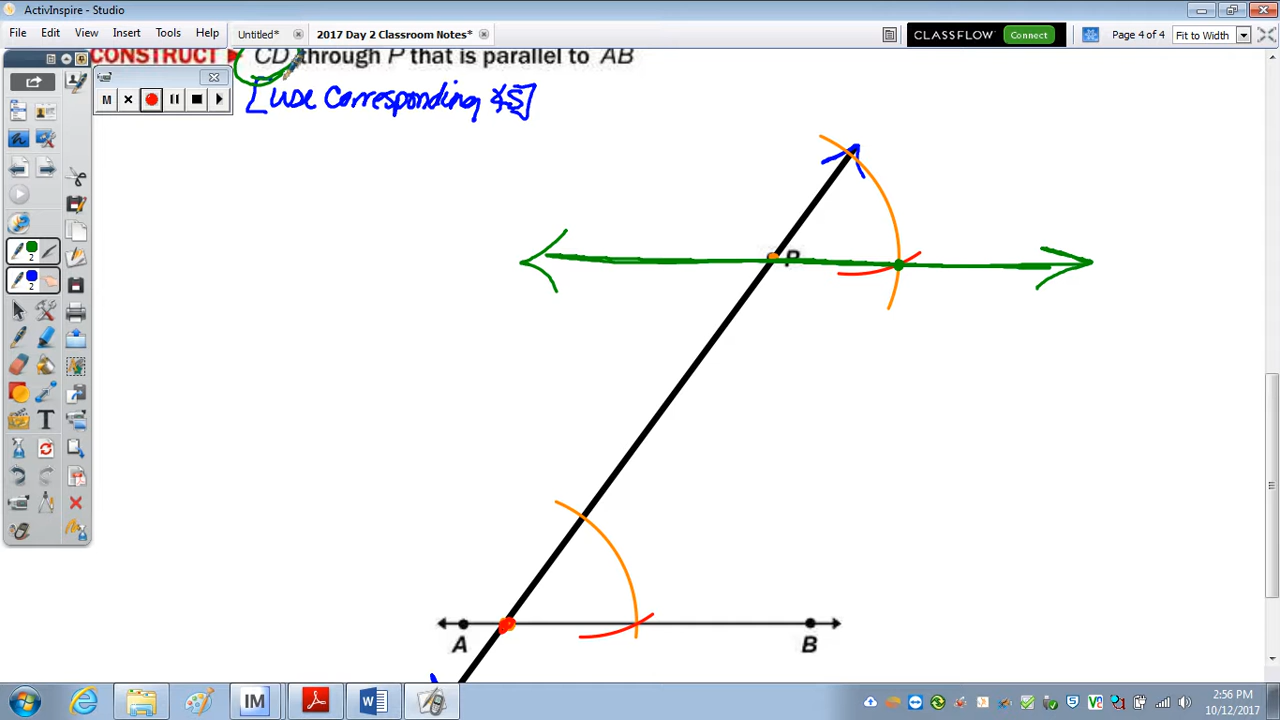 ActivInspire - Studio
File Edit View Insert Tools Help
Untitled* 2017 Day 2 Classroom Notes*
CLASSFLOW Connect
Page 4 of 4 Fit to Width
CONSTRUCT CD through P that is parallel to AB
M
[use Corresponding ∡s]
2
2
T
P
A B
IM W
2:56 PM
10/12/2017